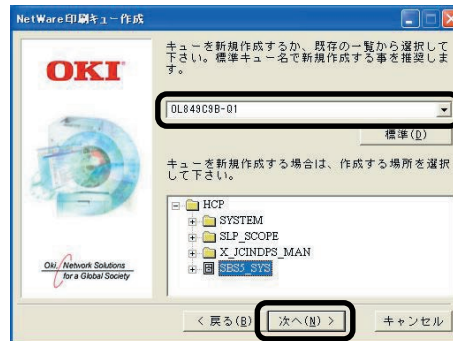 NetWare印刷キュー作成
OKI
キューを新規作成するか、既存の一覧から選択して
下さい。標準キュー名で新規作成する事を推奨しま
す。
OL849C9B-Q1
標準(D)
キューを新規作成する場合は、作成する場所を選択
して下さい。
HCP
SYSTEM
SLP_SCOPE
X_JCINDPS_MAN
SBS5_SYS
Oki, Network Solutions
for a Global Society
< 戻る(B)
次へ(N) >
キャンセル